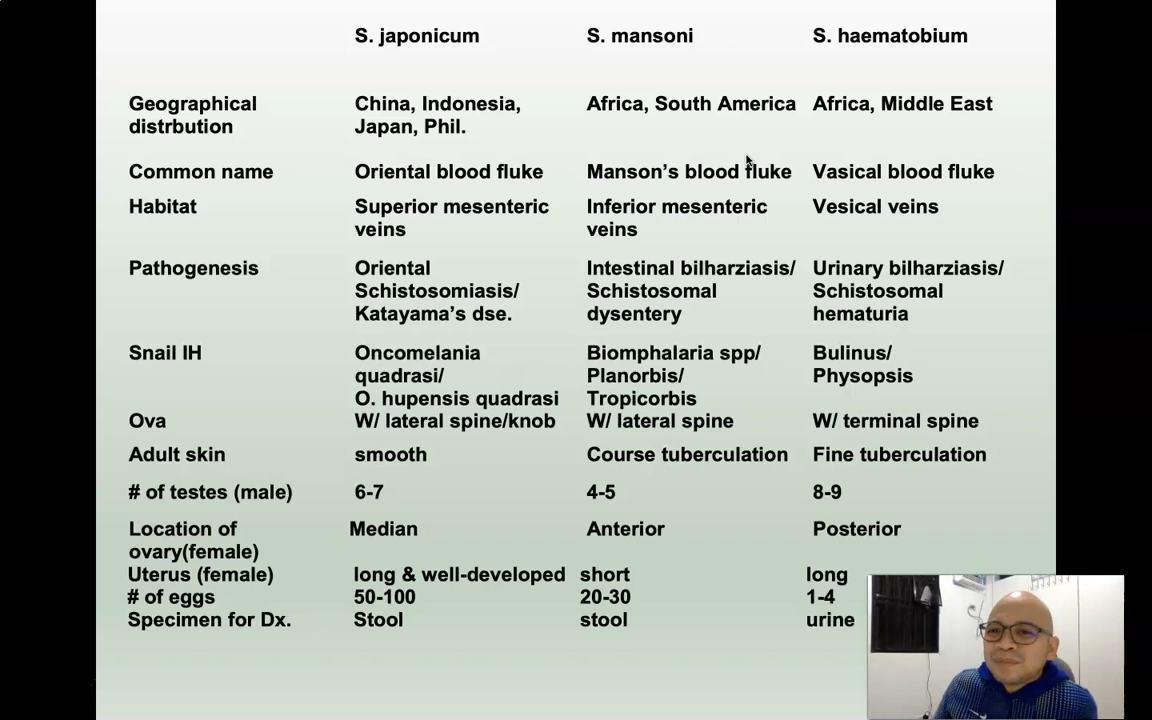 S. japonicum S. mansoni S. haematobium
Geographical China, Indonesia, Africa, South America Africa, Middle East
distrbution Japan, Phil.
Common name Oriental blood fluke Manson's blood fluke Vasical blood fluke
Habitat Superior mesenteric Inferior mesenteric Vesical veins
veins veins
Pathogenesis Oriental Intestinal bilharziasis/ Urinary bilharziasis/
Schistosomiasis/ Schistosomal Schistosomal
Katayama's dse. dysentery hematuria
Snail IH Oncomelania Biomphalaria spp/ Bulinus/
quadrasi/ Planorbis/ Physopsis
O. hupensis quadrasi Tropicorbis
Ova W/ lateral spine/knob W/ lateral spine W/ terminal spine
Adult skin smooth Course tuberculation Fine tuberculation
# of testes (male) 6-7 4-5 8-9
Location of Median Anterior Posterior
ovary(female)
Uterus (female) long & well-developed short long
# of eggs 50-100 20-30 1-4
Specimen for Dx. Stool stool urine